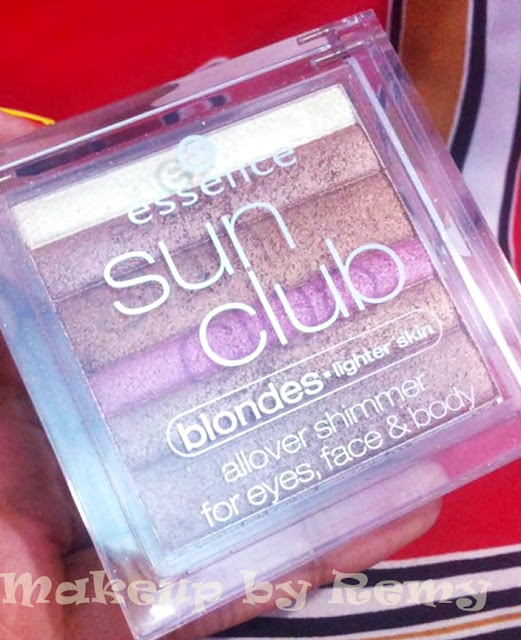 essence
sun
club
blondes - lighter skin
allover shimmer
for eyes, face & body
Makeup by Remy